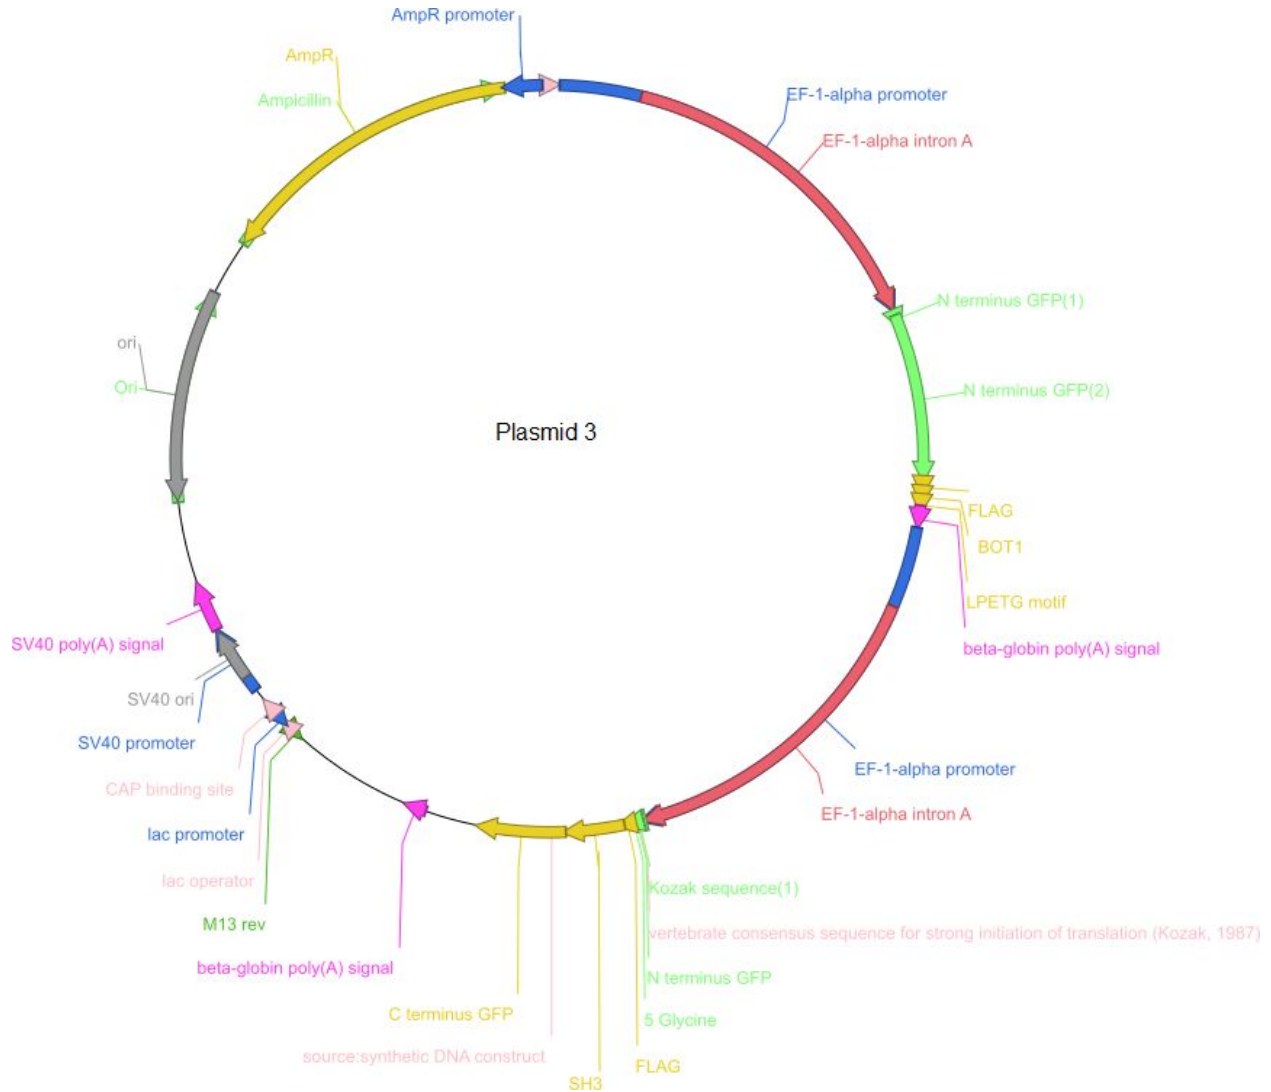 AmpR promoter
AmpR
Ampicillin
EF-1-alpha promoter
EF-1-alpha intron A
N terminus GFP(1)
ori
Ori
N terminus GFP(2)
Plasmid 3
FLAG
BOT1
LPETG motif
SV40 poly(A) signal
beta-globin poly(A) signal
SV40 ori
SV40 promoter
EF-1-alpha promoter
CAP binding site
EF-1-alpha intron A
lac promoter
lac operator
Kozak sequence(1)
M13 rev
vertebrate consensus sequence for strong initiation of translation (Kozak, 1987)
beta-globin poly(A) signal
N terminus GFP
C terminus GFP
5 Glycine
source:synthetic DNA construct
FLAG
SH3